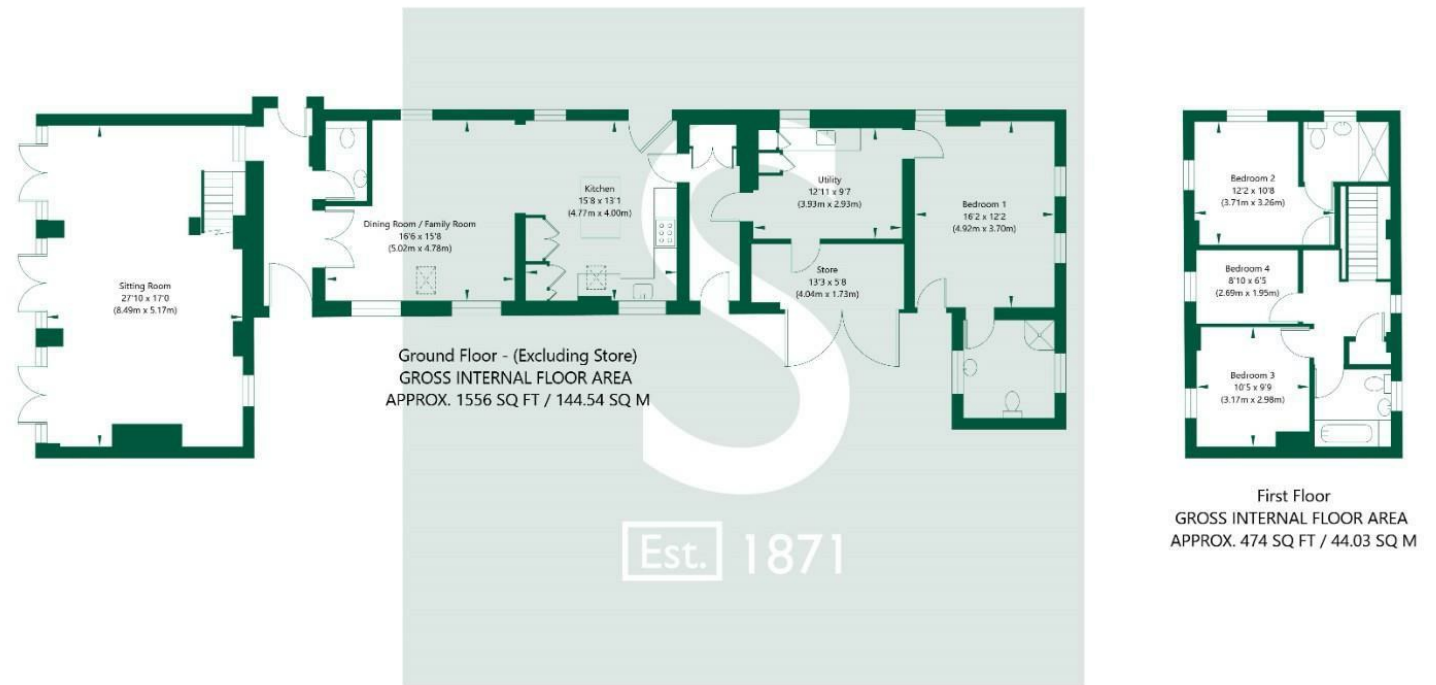 Sitting Room
27'10 x 17'0
(8.49m x 5.17m)
Dining Room / Family Room
16'6 x 15'8
(5.02m x 4.78m)
Kitchen
15'8 x 13'1
(4.77m x 4.00m)
Utility
12'11 x 9'7
(3.93m x 2.93m)
Store
13'3 x 5'8
(4.04m x 1.73m)
Bedroom 1
16'2 x 12'2
(4.92m x 3.70m)
Ground Floor - (Excluding Store)
GROSS INTERNAL FLOOR AREA
APPROX. 1556 SQ FT / 144.54 SQ M
S
Est. 1871
Bedroom 2
12'2 x 10'8
(3.71m x 3.26m)
Bedroom 4
8'10 x 6'5
(2.69m x 1.95m)
Bedroom 3
10'5 x 9'9
(3.17m x 2.98m)
First Floor
GROSS INTERNAL FLOOR AREA
APPROX. 474 SQ FT / 44.03 SQ M